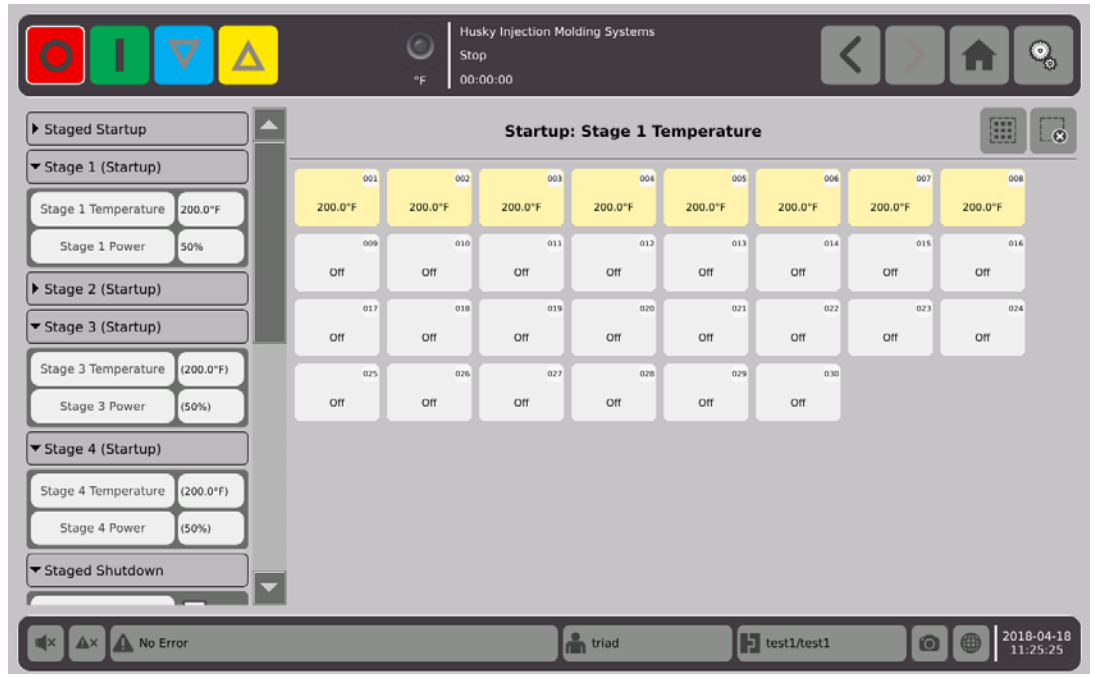 Husky Injection Molding Systems
Stop
°F 00:00:00
Staged Startup
Stage 1 (Startup)
Stage 1 Temperature 200.0°F
Stage 1 Power 50%
Stage 2 (Startup)
Stage 3 (Startup)
Stage 3 Temperature (200.0°F)
Stage 3 Power (50%)
Stage 4 (Startup)
Stage 4 Temperature (200.0°F)
Stage 4 Power (50%)
Staged Shutdown
Startup: Stage 1 Temperature
001 002 003 004 005 006 007 008
200.0°F 200.0°F 200.0°F 200.0°F 200.0°F 200.0°F 200.0°F 200.0°F
009 010 011 012 013 014 015 016
Off Off Off Off Off Off Off Off
017 018 019 020 021 022 023 024
Off Off Off Off Off Off Off Off
025 026 027 028 029 030
Off Off Off Off Off Off
No Error triad test1/test1 2018-04-18
11:25:25